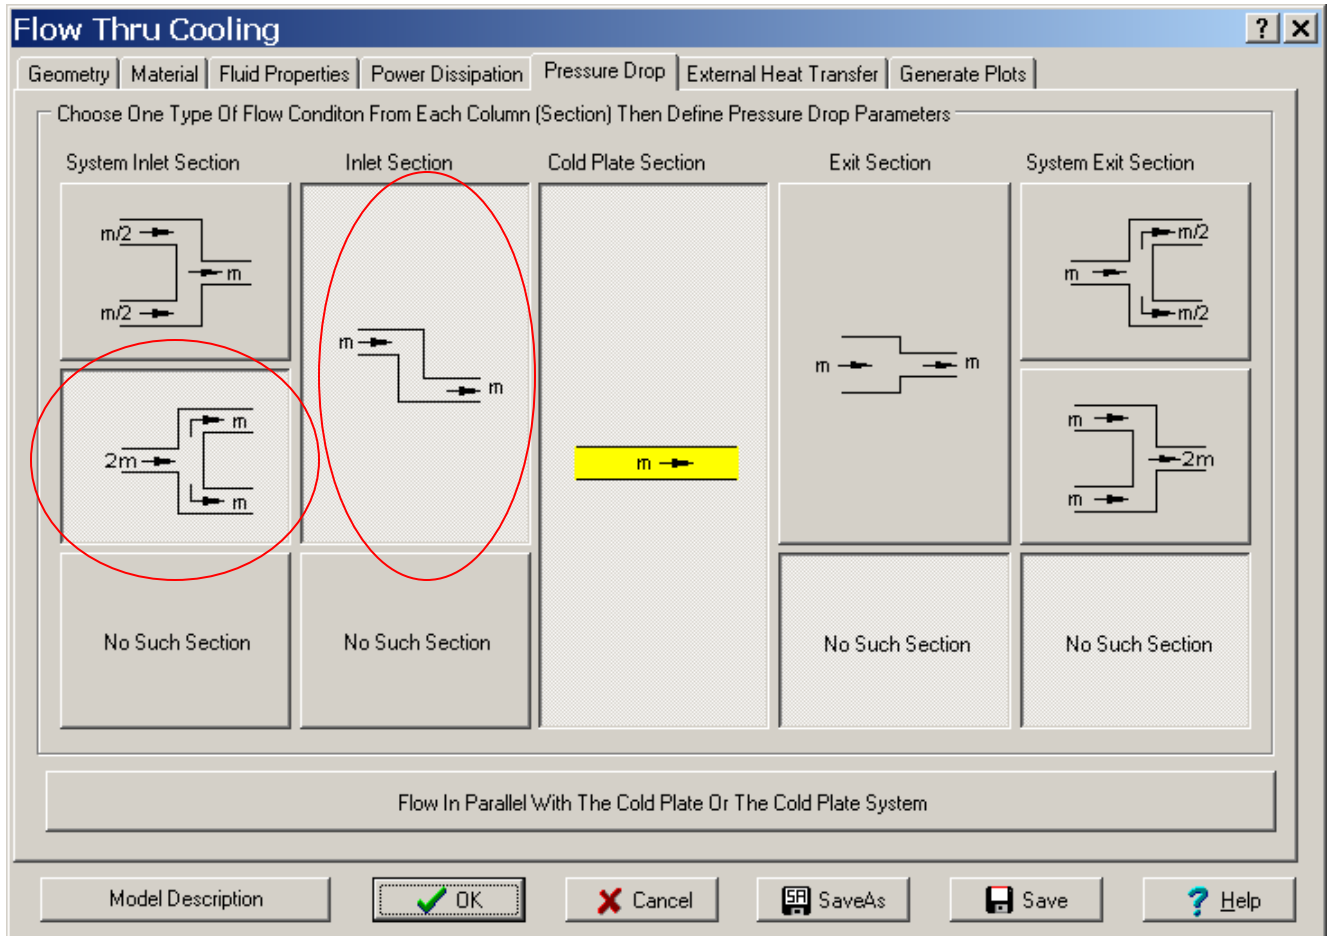 Flow Thru Cooling
Geometry Material Fluid Properties Power Dissipation Pressure Drop External Heat Transfer Generate Plots
Choose One Type Of Flow Conditon From Each Column (Section) Then Define Pressure Drop Parameters
System Inlet Section Inlet Section Cold Plate Section Exit Section System Exit Section
m/2
m
m/2
2m
m
m
No Such Section
m
m
No Such Section
m
m
m
No Such Section
m
m/2
m/2
m
2m
m
No Such Section
Flow In Parallel With The Cold Plate Or The Cold Plate System
Model Description OK Cancel SA SaveAs Save ? Help